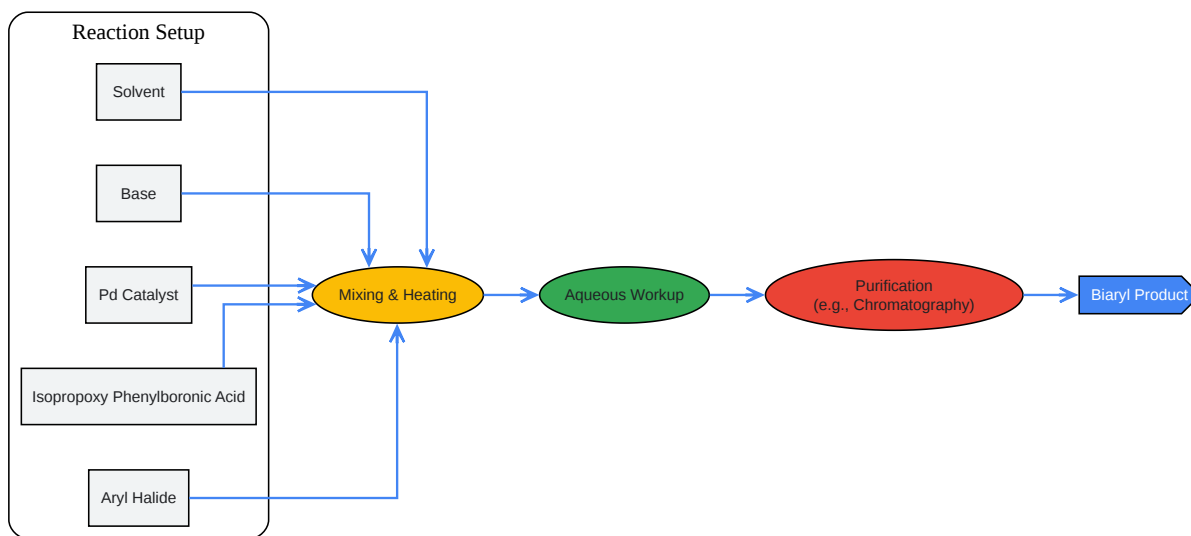 Reaction Setup
Solvent
Base
Pd Catalyst
Isopropoxy Phenylboronic Acid
Aryl Halide
Mixing & Heating
Aqueous Workup
Purification
(e.g., Chromatography)
Biaryl Product